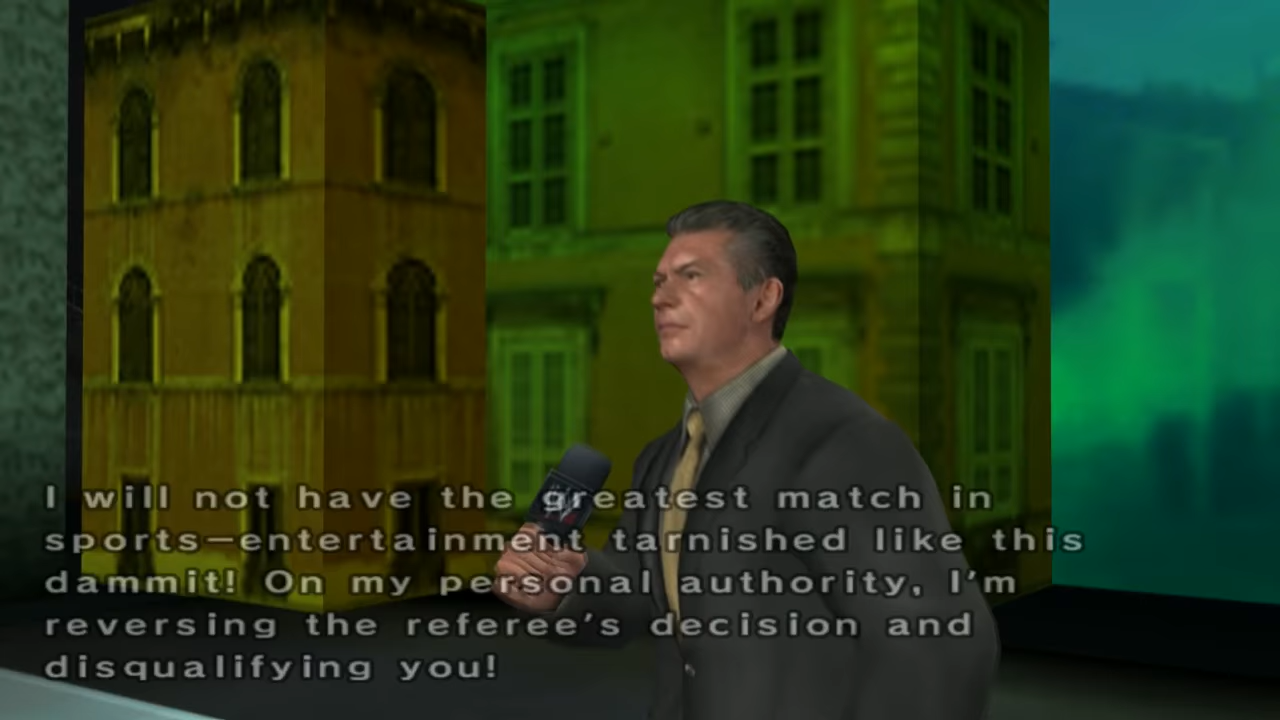 I will not have the greatest match in
sports-entertainment tarnished like this
dammit! On my personal authority, I'm
reversing the referee's decision and
disqualifying you!